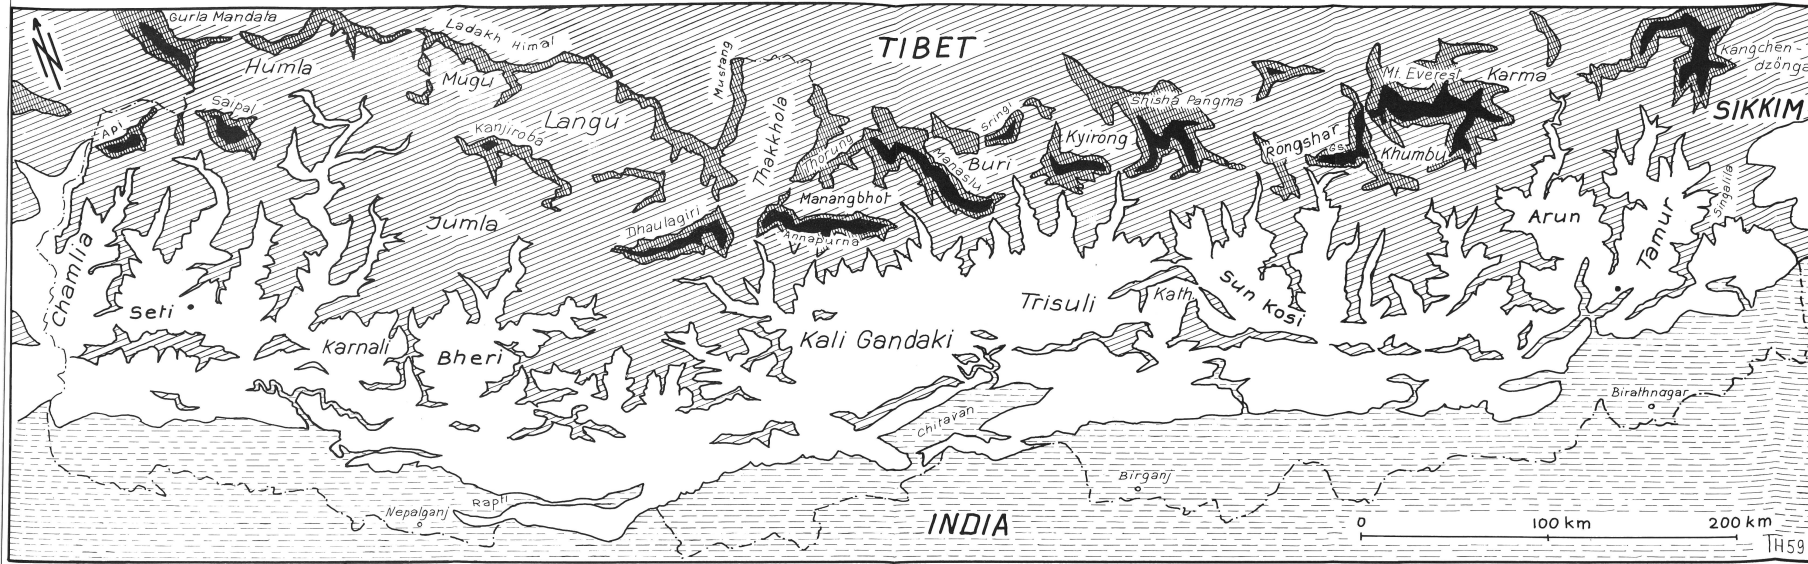 N
Gurla Mandata
Ladakh Himal
Humla
Mugu
Mustang
TIBET
Mt. Everest
Karma
Kangchen-
dzönga
SIKKIM
Api
Saipal
Kanjiroba
Langu
Thakkhola
Thorung
Sringi
Shisha Pangma
Kyirong
Buri
Manaslu
Rongshar
Gs.
Khumbu
Singalila
Manangbhot
Annapurna
Dhaulagiri
Jumla
Chamlia
Seti
Karnali
Bheri
Kali Gandaki
Trisuli
Kath.
Sun Kosi
Arun
Tamur
Chitavan
Rapti
Nepalganj
Birganj
Birathnagar
INDIA
0 100 km 200 km
TH59